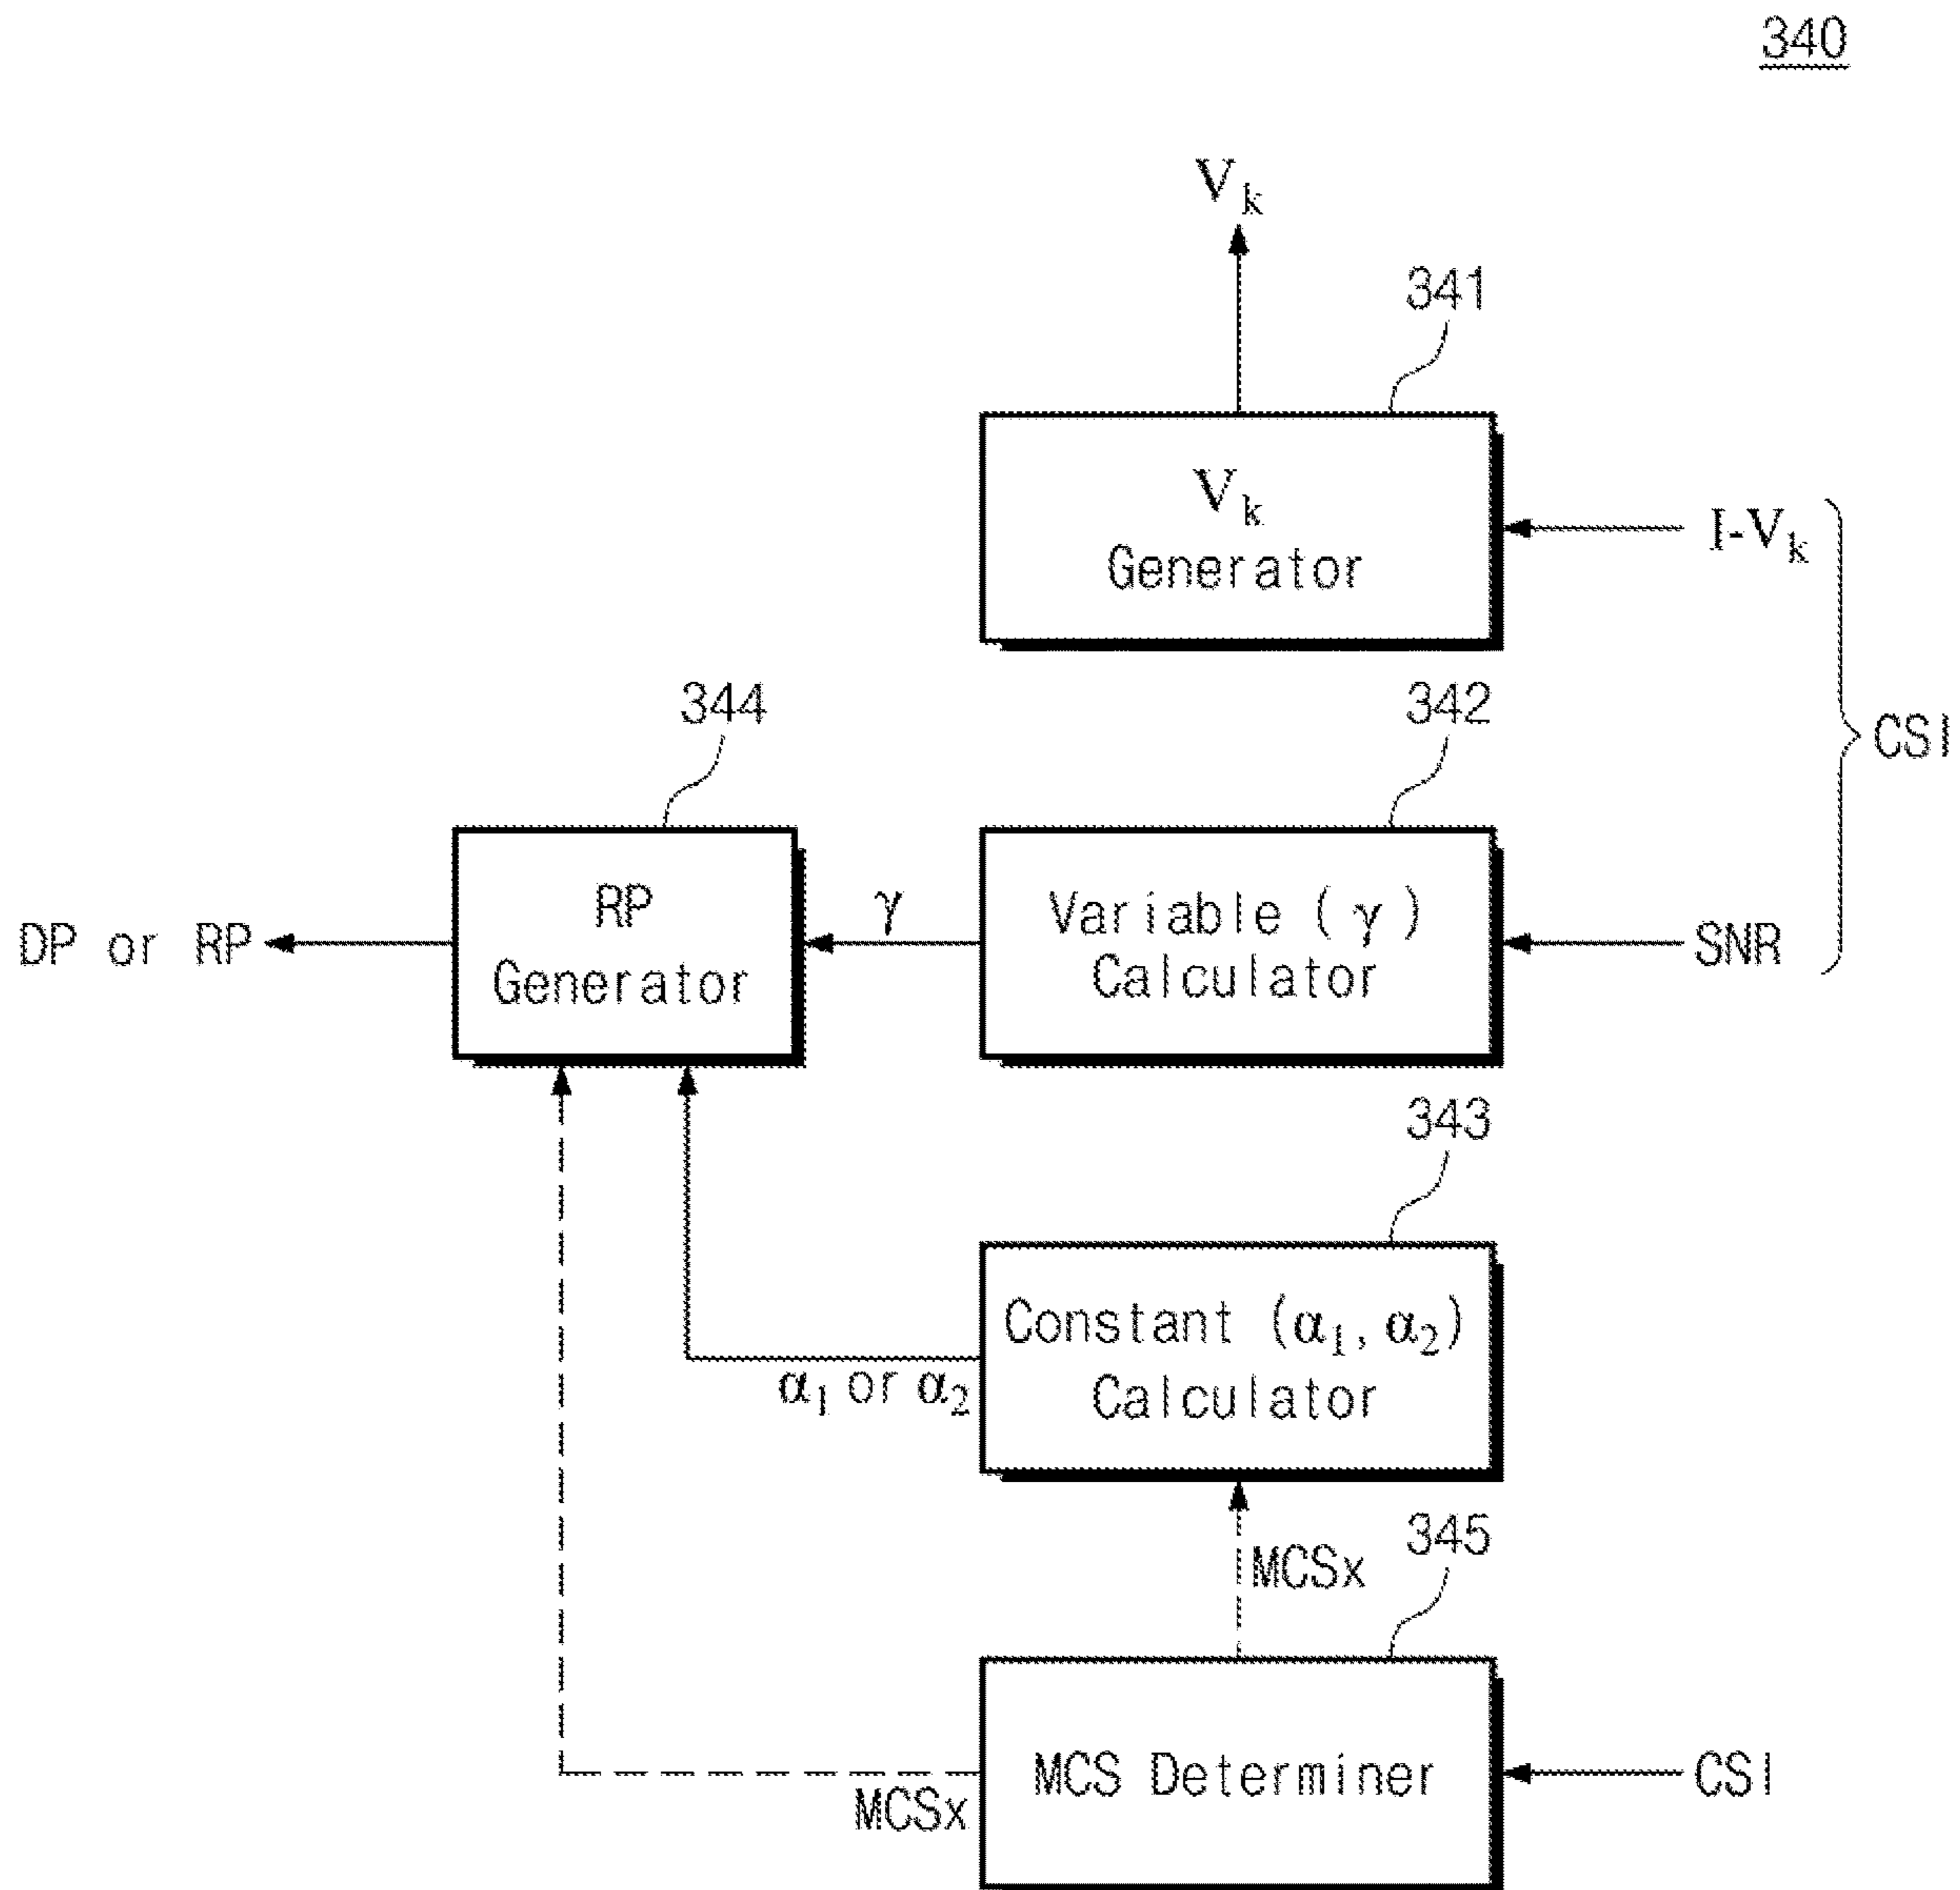 340
Vk
341
Vk
Generator
I-Vk
CSI
344
342
RP
Generator
DP or RP
γ
Variable (γ)
Calculator
SNR
343
Constant (α1, α2)
Calculator
α1 or α2
345
MCSx
MCS Determiner
CSI
MCSx